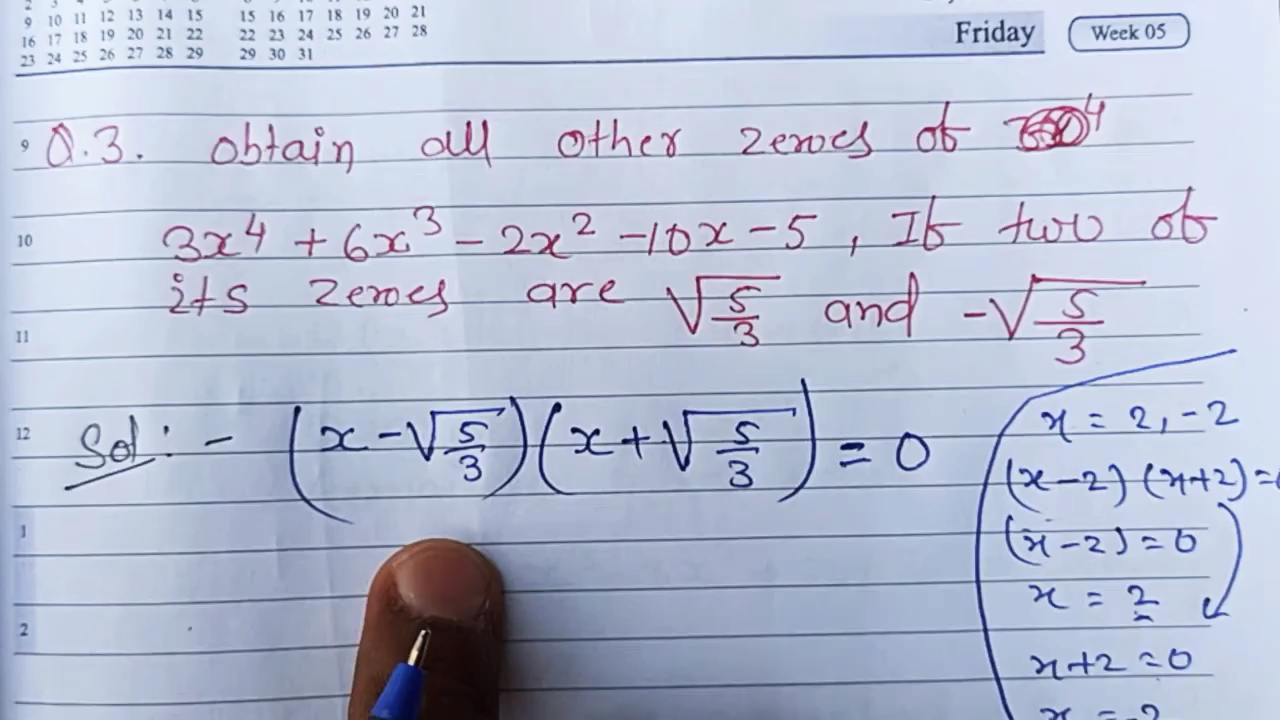 9 10 11 12 13 14 15 15 16 17 18 19 20 21
16 17 18 19 20 21 22 22 23 24 25 26 27 28
23 24 25 26 27 28 29 29 30 31
Friday Week 05
9 Q.3. obtain all other zeroes of
10 3x⁴ + 6x³ - 2x² - 10x - 5, If two of
its zeroes are √5/3 and -√5/3
11
12 Sol:- (x - √5/3)(x + √5/3) = 0
1
2
x = 2, -2
(x-2) (x+2) =
(x-2) = 0
x = 2
x+2 = 0
x = -2